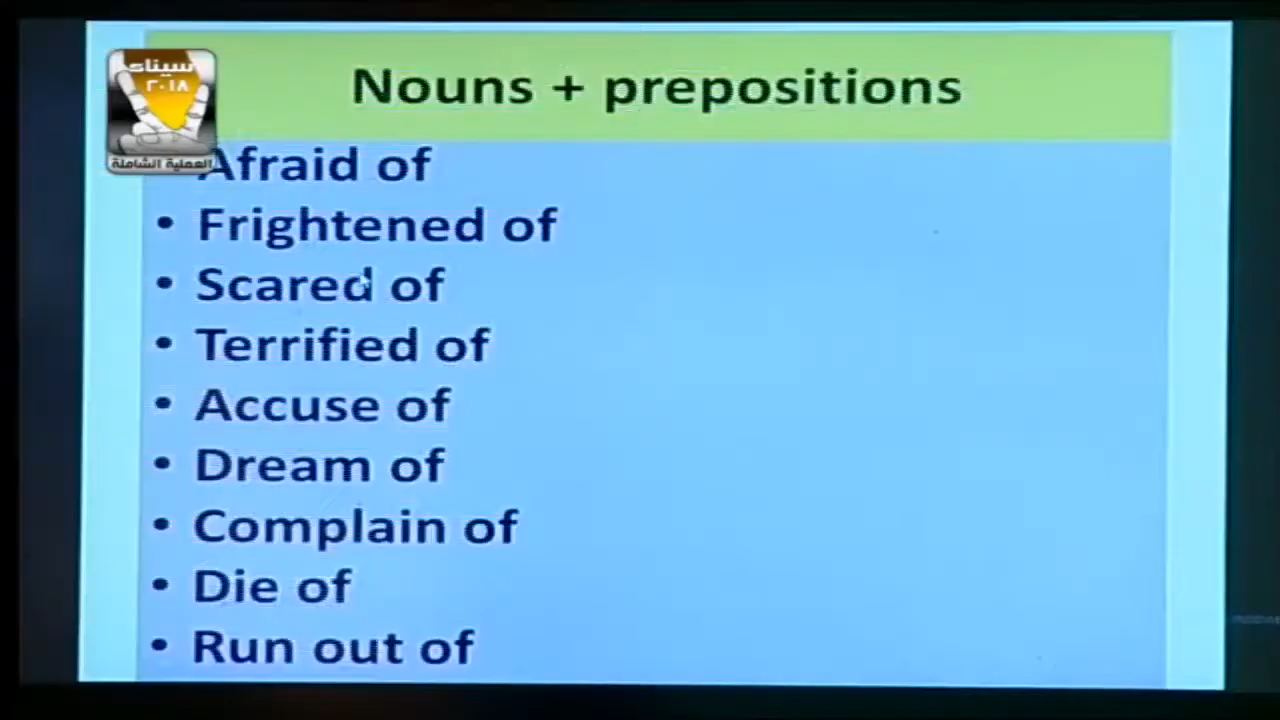 سيناء
٢٠١٨
العملية الشاملة
Nouns + prepositions
Afraid of
• Frightened of
• Scared of
• Terrified of
• Accuse of
• Dream of
• Complain of
• Die of
• Run out of